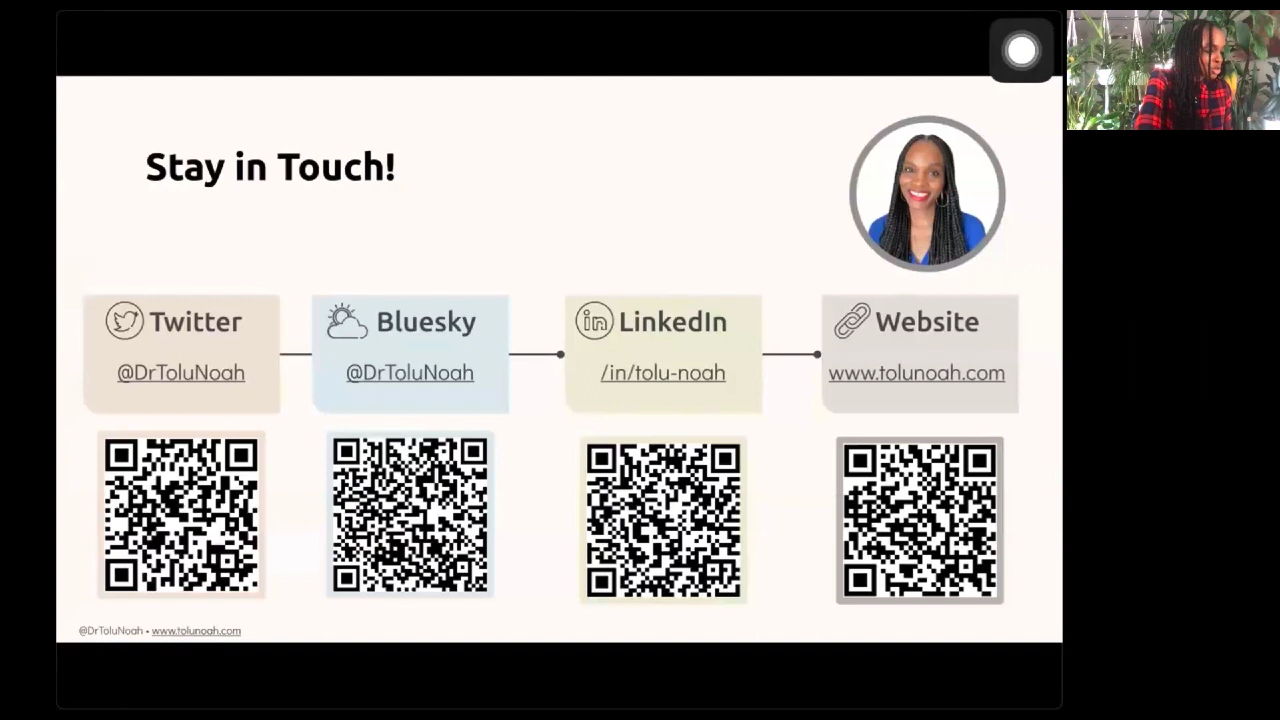 Stay in Touch!
Twitter
@DrToluNoah
Bluesky
@DrToluNoah
LinkedIn
/in/tolu-noah
Website
www.tolunoah.com
@DrToluNoah • www.tolunoah.com